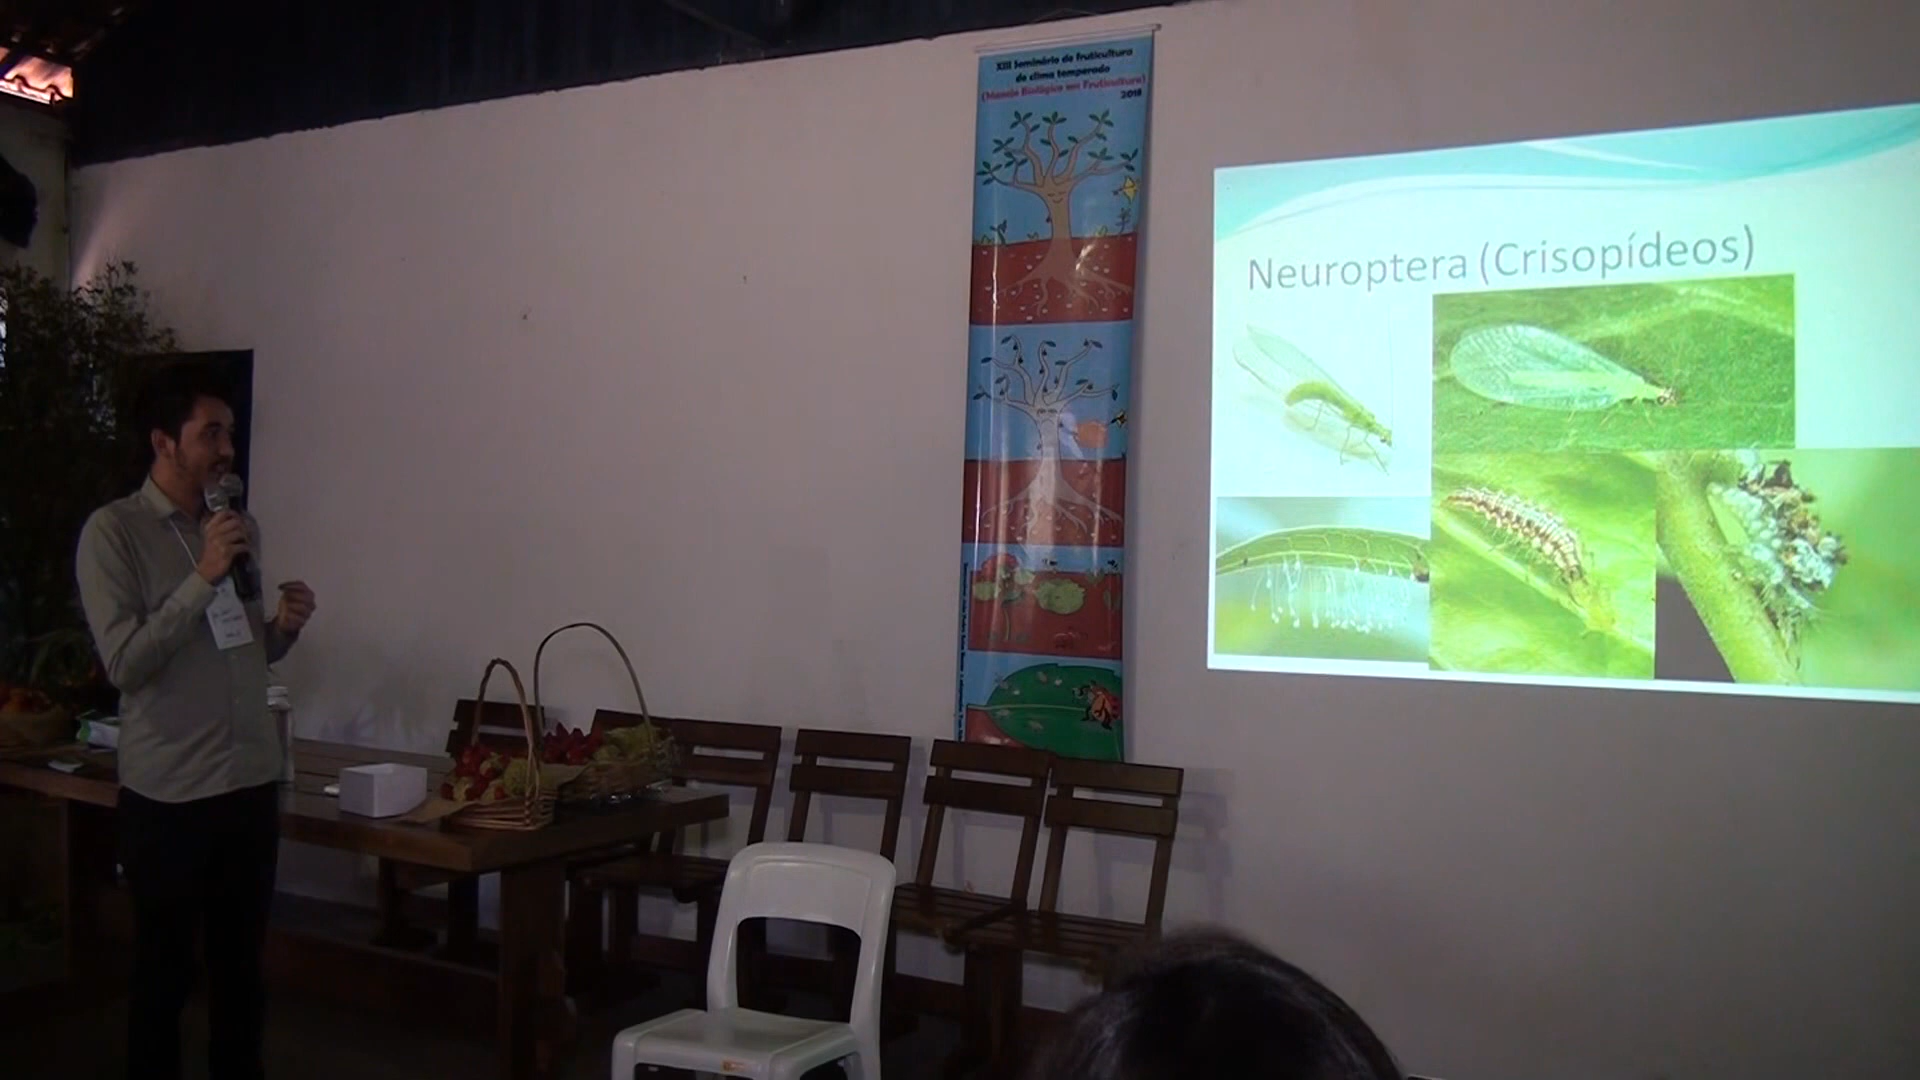 XIII Seminário de fruticultura
de clima temperado
(Manejo Biológico em Fruticultura)
2018
Neuroptera (Crisopídeos)